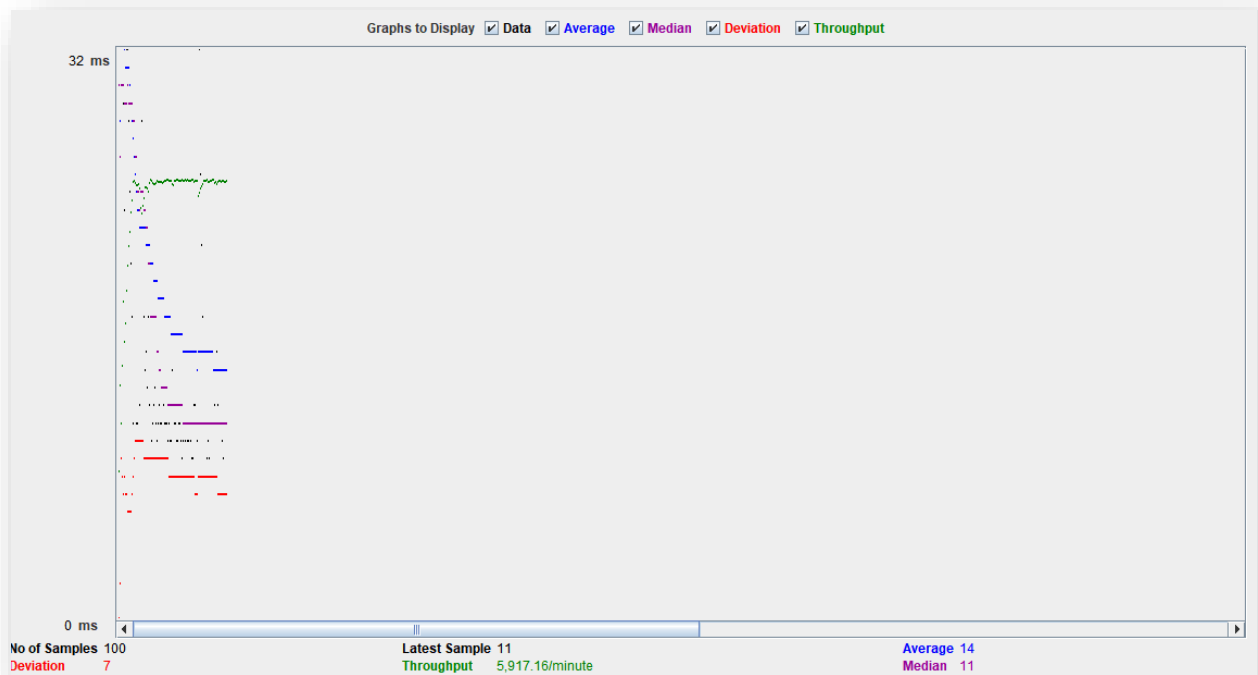 Graphs to Display Data Average Median Deviation Throughput
32 ms
0 ms
No of Samples 100 Latest Sample 11 Average 14
Deviation 7 Throughput 5,917.16/minute Median 11